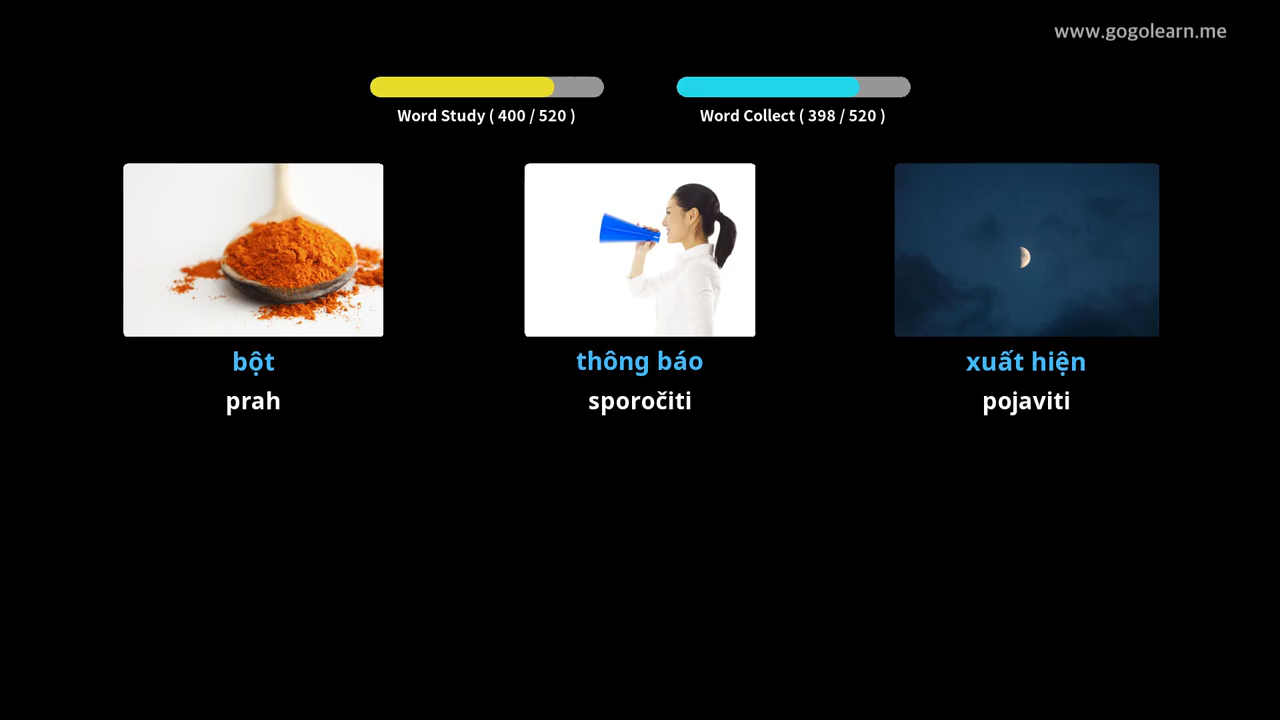 www.gogolearn.me
Word Study ( 400 / 520 )
Word Collect ( 398 / 520 )
bột
thông báo
xuất hiện
prah
sporočiti
pojaviti